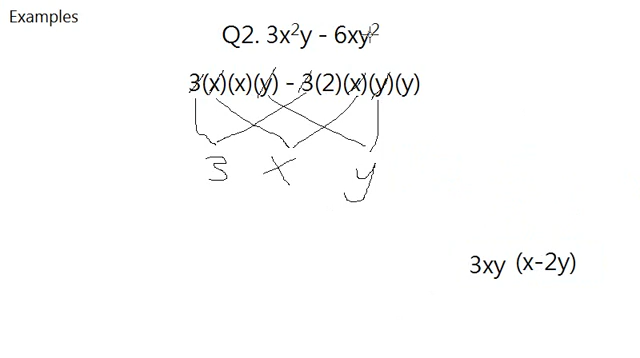 Examples
Q2. 3x²y - 6xy²
3(x)(x)(y) - 3(2)(x)(y)(y)
3 x y
3xy (x-2y)